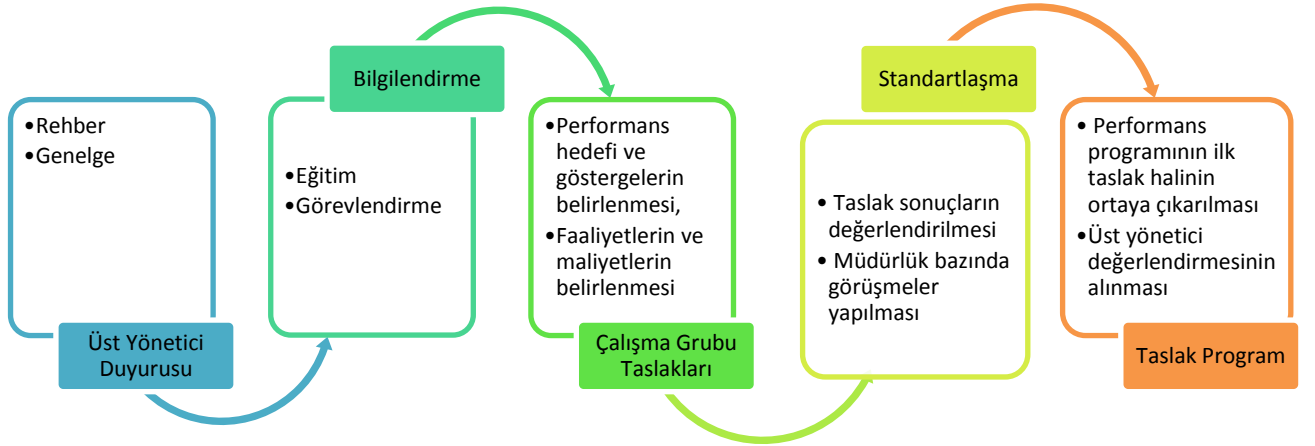 •Rehber
•Genelge
Üst Yönetici
Duyurusu
Bilgilendirme
•Eğitim
•Görevlendirme
•Performans
hedefi ve
göstergelerin
belirlenmesi,
•Faaliyetlerin ve
maliyetlerin
belirlenmesi
Çalışma Grubu
Taslakları
Standartlaşma
• Taslak sonuçların
değerlendirilmesi
• Müdürlük bazında
görüşmeler
yapılması
• Performans
programının ilk
taslak halinin
ortaya çıkarılması
•Üst yönetici
değerlendirmesinin
alınması
Taslak Program